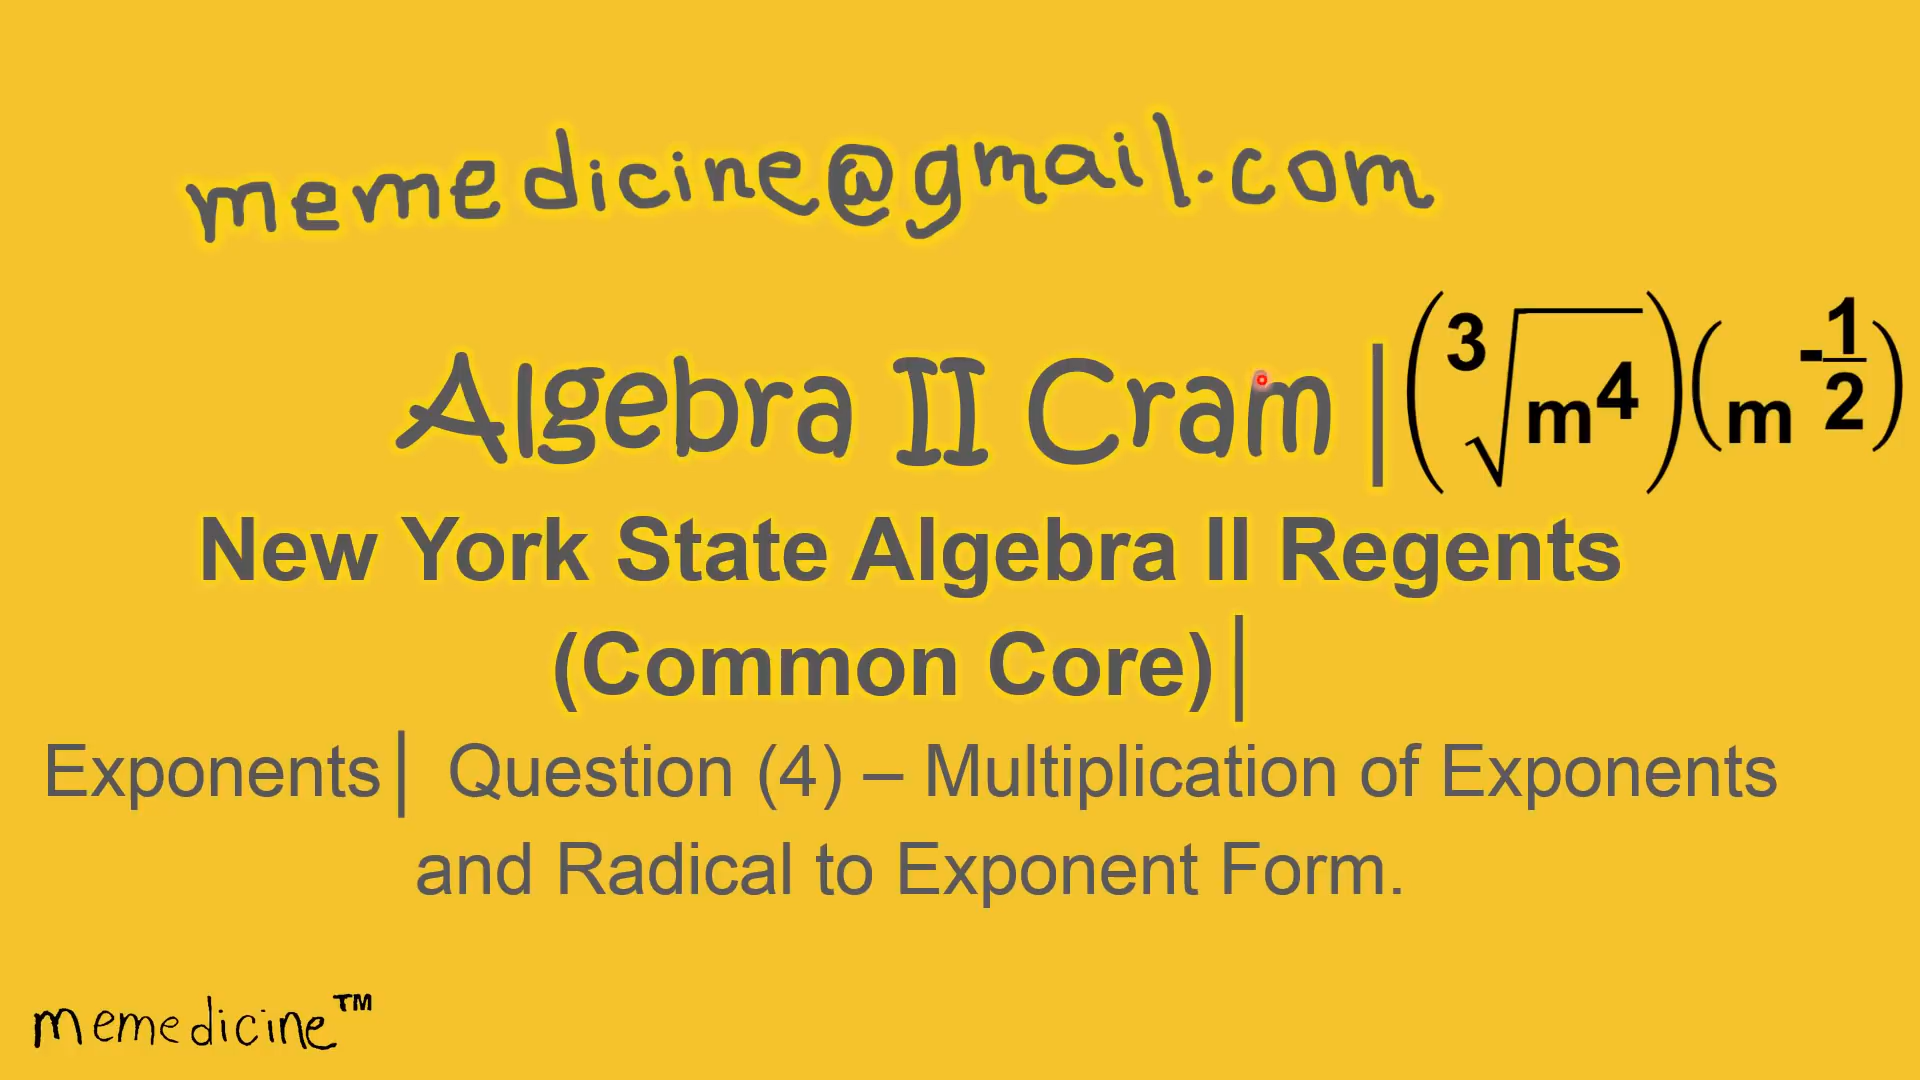 memedicine@gmail.com
Algebra II Cram|(∛m⁴)(m^-1/2)
New York State Algebra II Regents
(Common Core)|
Exponents| Question (4) – Multiplication of Exponents
and Radical to Exponent Form.
memedicine™